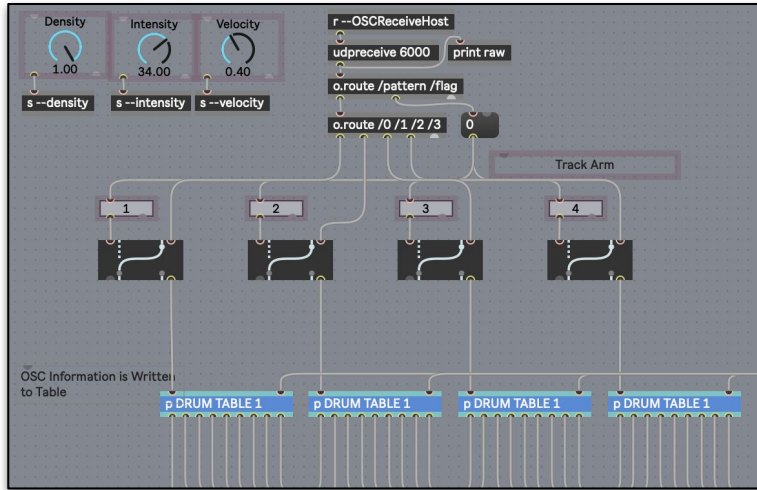 Density
Intensity
Velocity
1.00
34.00
0.40
s --density
s --intensity
s --velocity
r --OSCReceiveHost
udpreceive 6000
print raw
o.route /pattern /flag
o.route /0 /1 /2 /3
0
Track Arm
1
2
3
4
OSC Information is Written
to Table
p DRUM TABLE 1
p DRUM TABLE 1
p DRUM TABLE 1
p DRUM TABLE 1